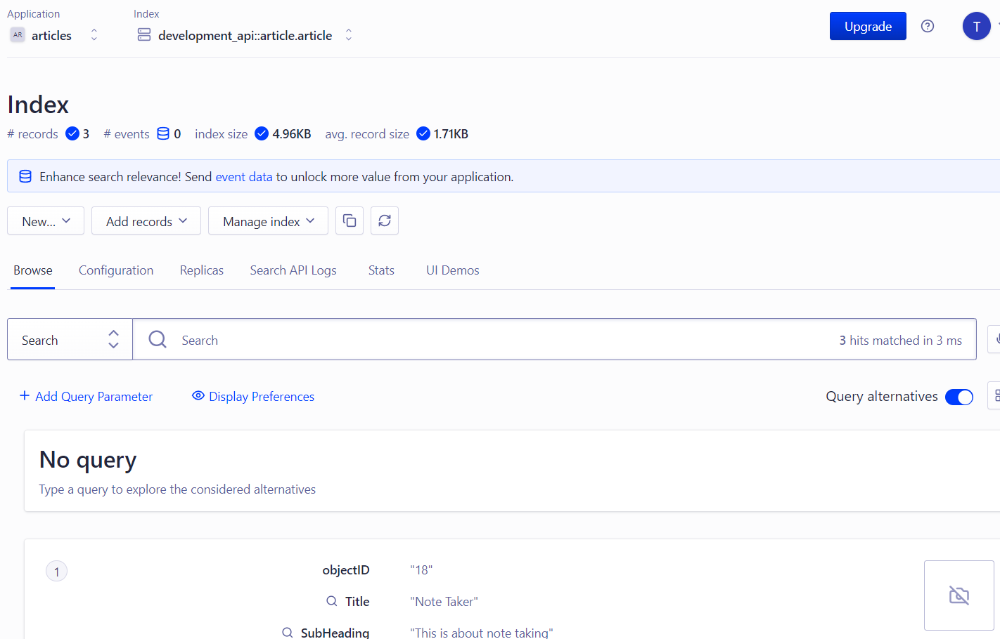 Application
Index
AR articles
development_api::article.article
Upgrade
T
Index
# records 3 # events 0 index size 4.96KB avg. record size 1.71KB
Enhance search relevance! Send event data to unlock more value from your application.
New... Add records Manage index
Browse Configuration Replicas Search API Logs Stats UI Demos
Search Search 3 hits matched in 3 ms
Add Query Parameter Display Preferences Query alternatives
No query
Type a query to explore the considered alternatives
1 objectID "18"
Title "Note Taker"
SubHeading "This is about note taking"